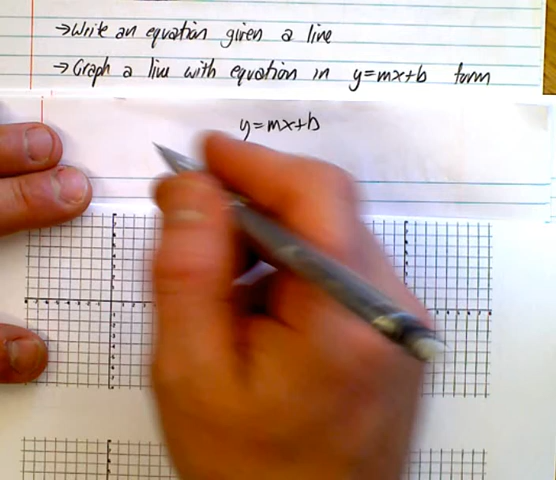 →Write an equation given a line
→Graph a line with equation in y=mx+b form
y=mx+b